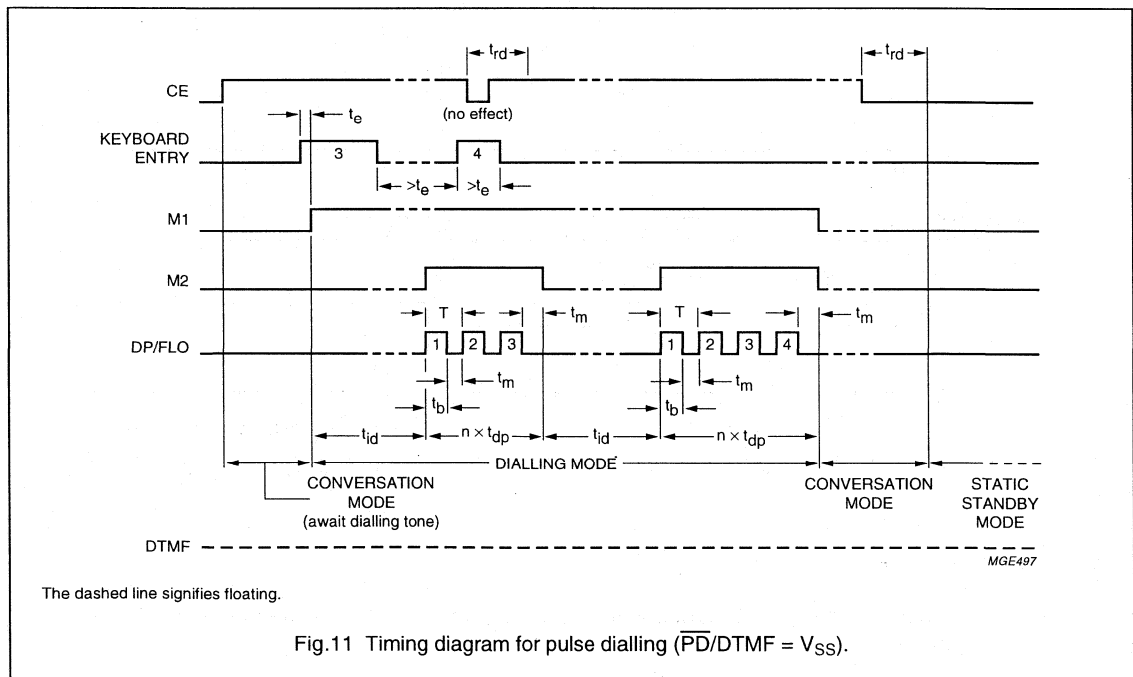 t_rd t_rd
CE
(no effect)
t_e
KEYBOARD
ENTRY
3 4
>t_e >t_e
M1
M2
T t_m T t_m
DP/FLO
1 2 3 1 2 3 4
t_m t_m
t_b t_b
t_id n × t_dp t_id n × t_dp
DIALLING MODE
CONVERSATION
MODE
(await dialling tone)
CONVERSATION
MODE
STATIC
STANDBY
MODE
DTMF
MGE497
The dashed line signifies floating.
Fig.11 Timing diagram for pulse dialling (P̅D̅/DTMF = V_SS).